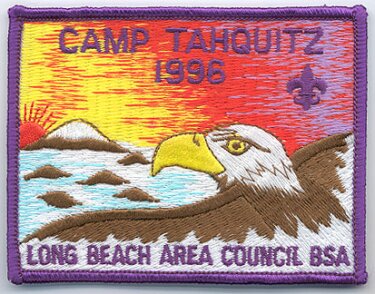 CAMP TAHQUITZ
1996
LONG BEACH AREA COUNCIL BSA